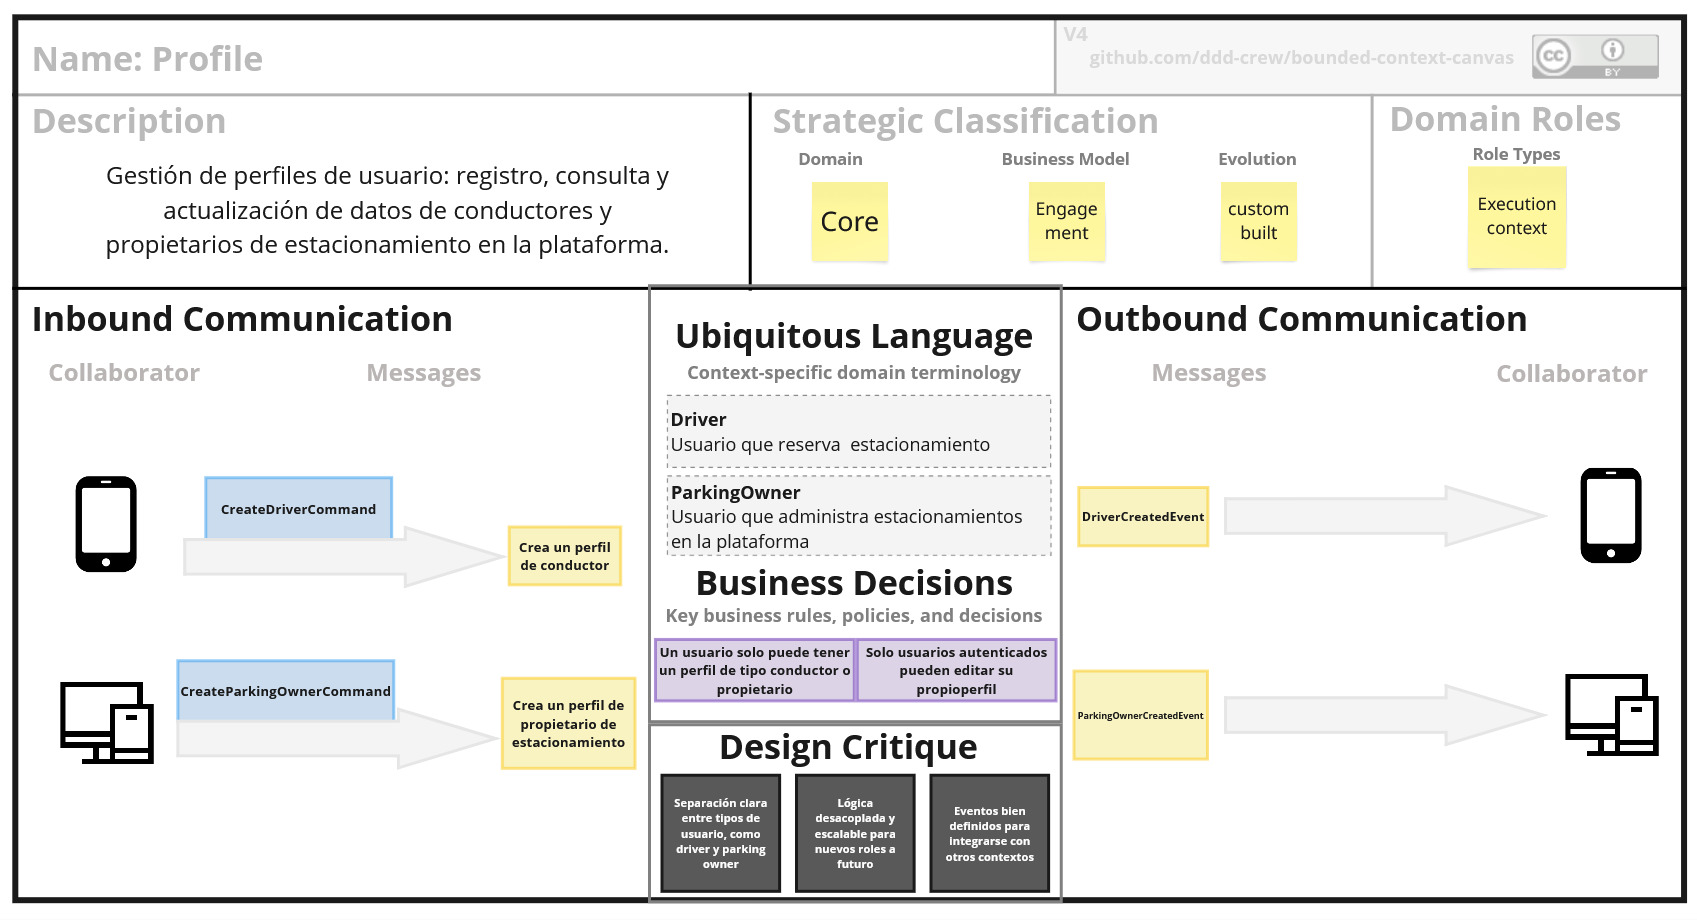 Name: Profile
V4
github.com/ddd-crew/bounded-context-canvas
cc
BY
Description
Gestión de perfiles de usuario: registro, consulta y
actualización de datos de conductores y
propietarios de estacionamiento en la plataforma.
Strategic Classification
Domain
Business Model
Evolution
Core
Engage
ment
custom
built
Domain Roles
Role Types
Execution
context
Inbound Communication
Collaborator
Messages
CreateDriverCommand
Crea un perfil
de conductor
CreateParkingOwnerCommand
Crea un perfil de
propietario de
estacionamiento
Ubiquitous Language
Context-specific domain terminology
Driver
Usuario que reserva  estacionamiento
ParkingOwner
Usuario que administra estacionamientos
en la plataforma
Business Decisions
Key business rules, policies, and decisions
Un usuario solo puede tener
un perfil de tipo conductor o
propietario
Solo usuarios autenticados
pueden editar su
propioperfil
Design Critique
Separación clara
entre tipos de
usuario, como
driver y parking
owner
Lógica
desacoplada y
escalable para
nuevos roles a
futuro
Eventos bien
definidos para
integrarse con
otros contextos
Outbound Communication
Messages
Collaborator
DriverCreatedEvent
ParkingOwnerCreatedEvent